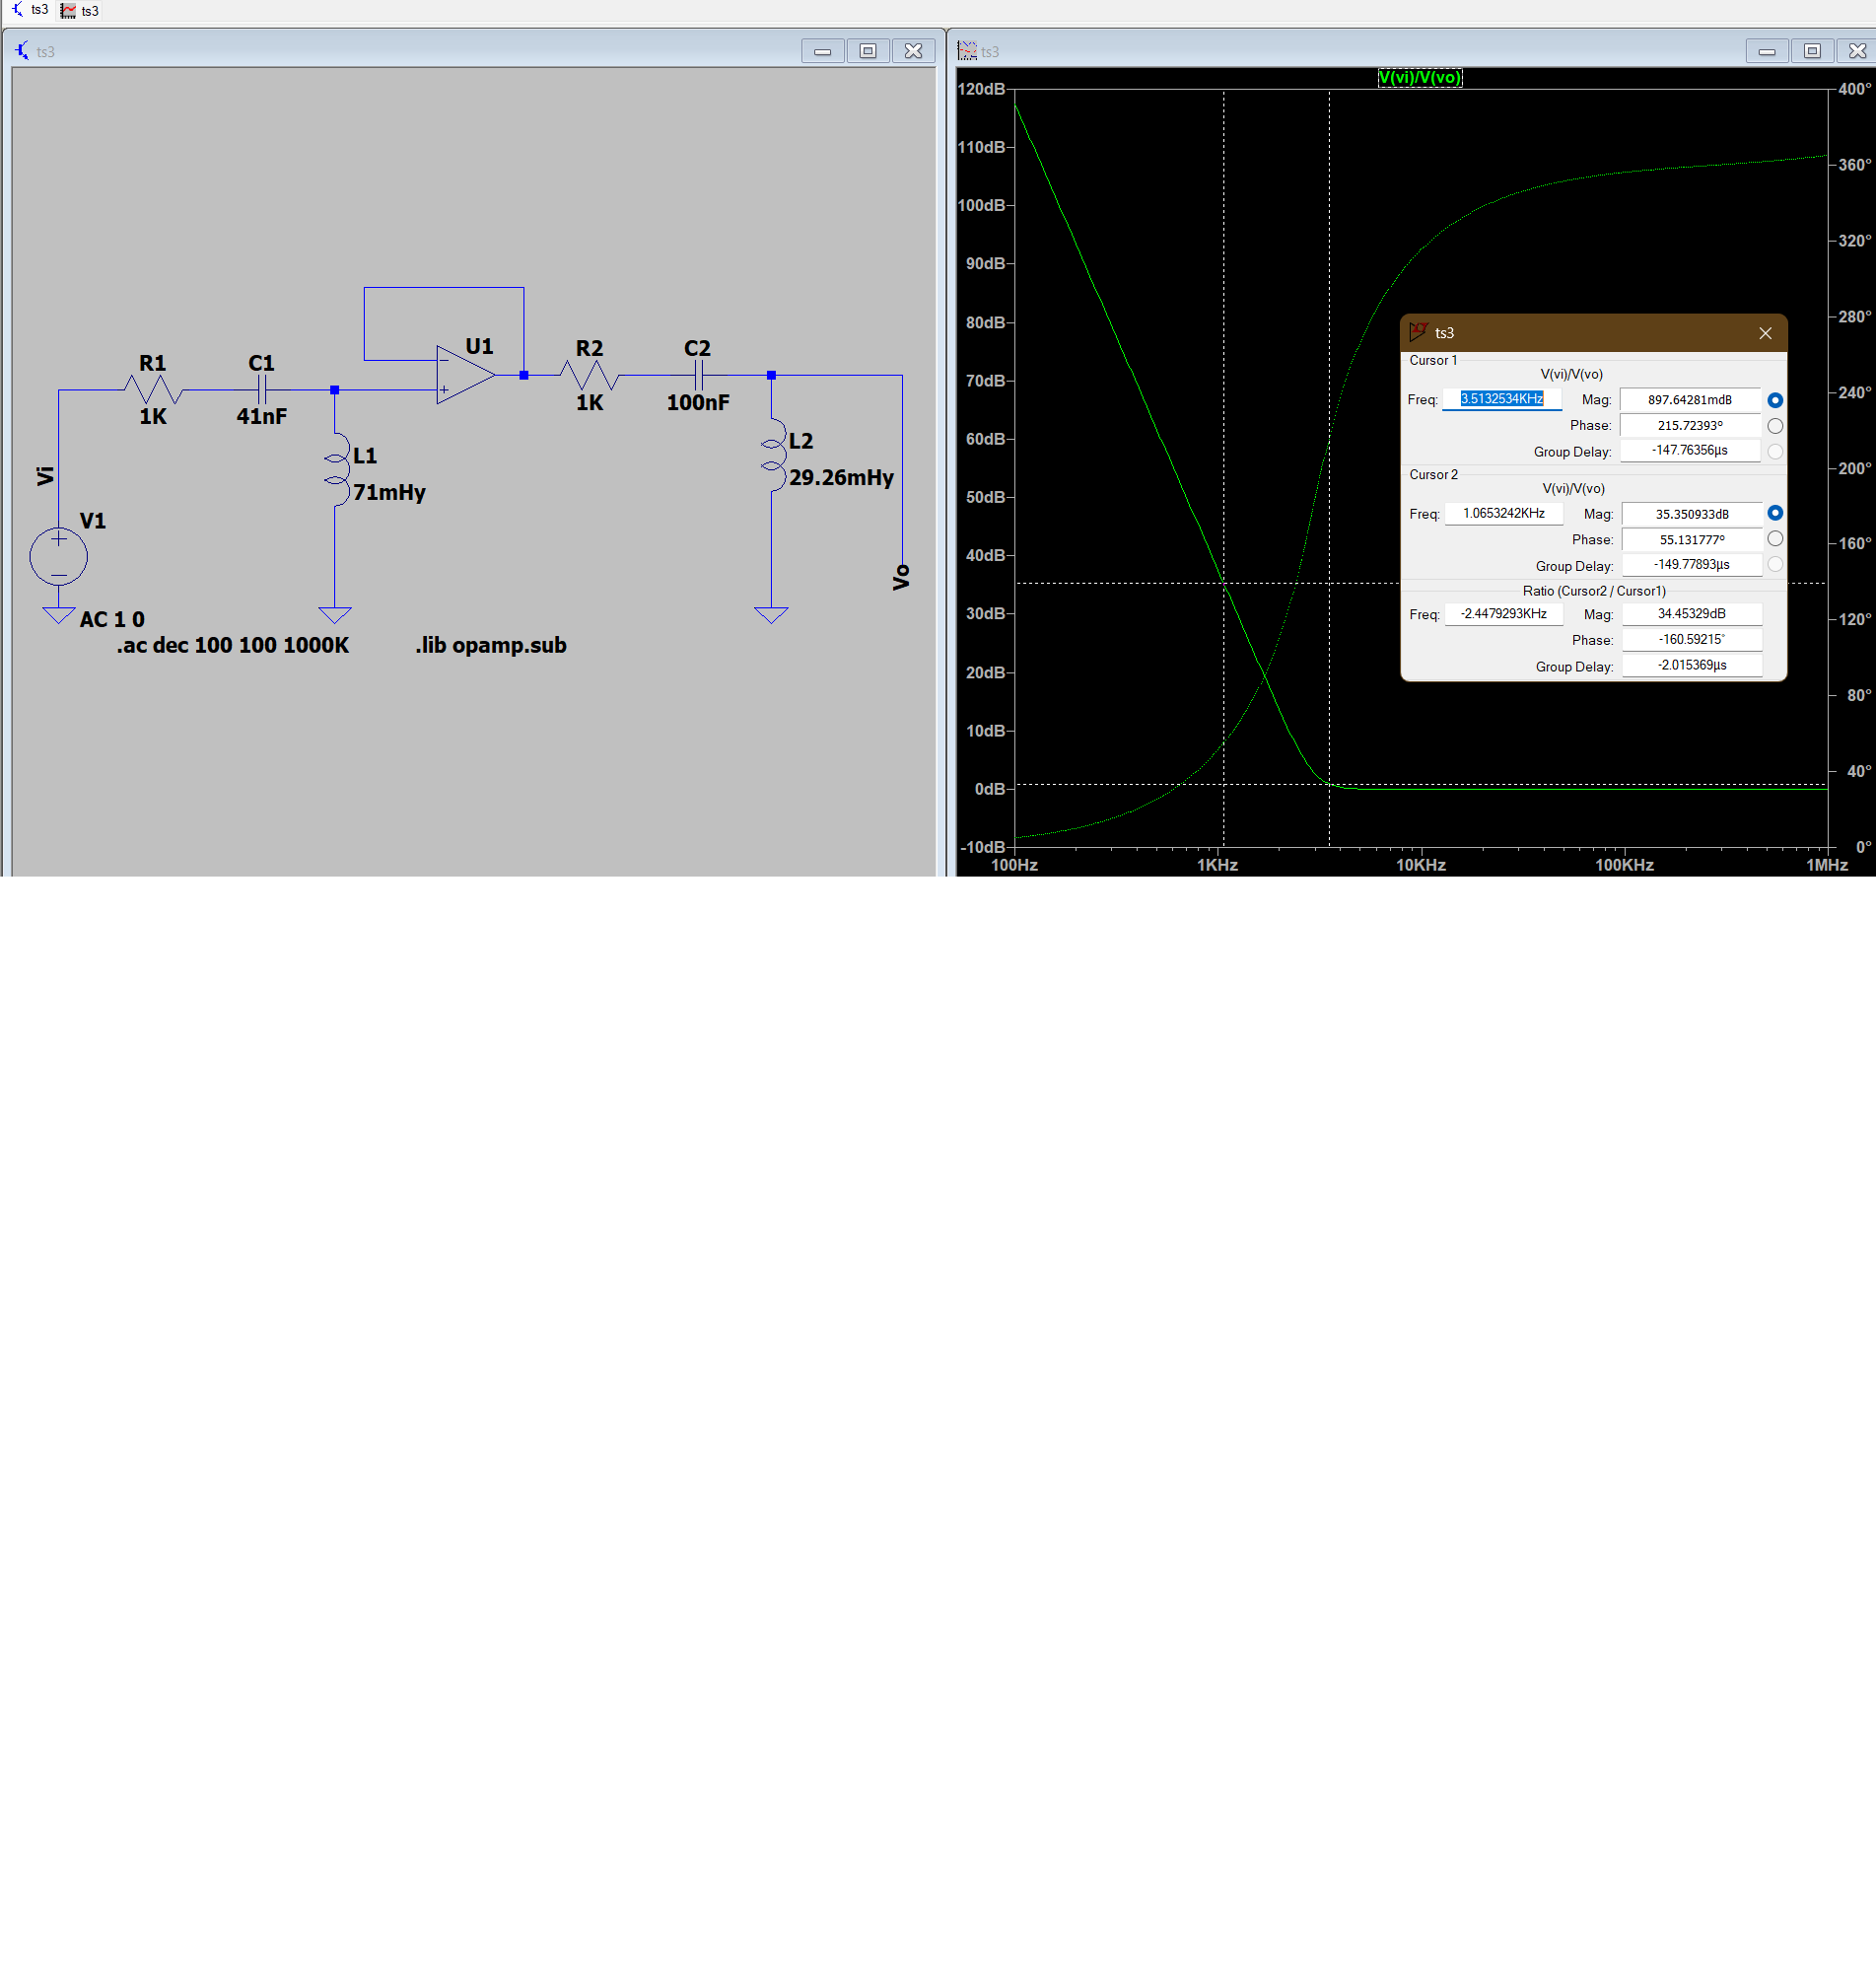 ts3 ts3
ts3
R1
1K
C1
41nF
U1
R2
1K
C2
100nF
L1
71mHy
L2
29.26mHy
Vi
V1
Vo
AC 1 0
.ac dec 100 100 1000K
.lib opamp.sub
ts3
V(vi)/V(vo)
120dB
110dB
100dB
90dB
80dB
70dB
60dB
50dB
40dB
30dB
20dB
10dB
0dB
-10dB
400°
360°
320°
280°
240°
200°
160°
120°
80°
40°
0°
100Hz 1KHz 10KHz 100KHz 1MHz
ts3
Cursor 1
V(vi)/V(vo)
Freq: 3.5132534KHz Mag: 897.64281mdB
Phase: 215.72393°
Group Delay: -147.76356µs
Cursor 2
V(vi)/V(vo)
Freq: 1.0653242KHz Mag: 35.350933dB
Phase: 55.131777°
Group Delay: -149.77893µs
Ratio (Cursor2 / Cursor1)
Freq: -2.4479293KHz Mag: 34.45329dB
Phase: -160.59215°
Group Delay: -2.015369µs